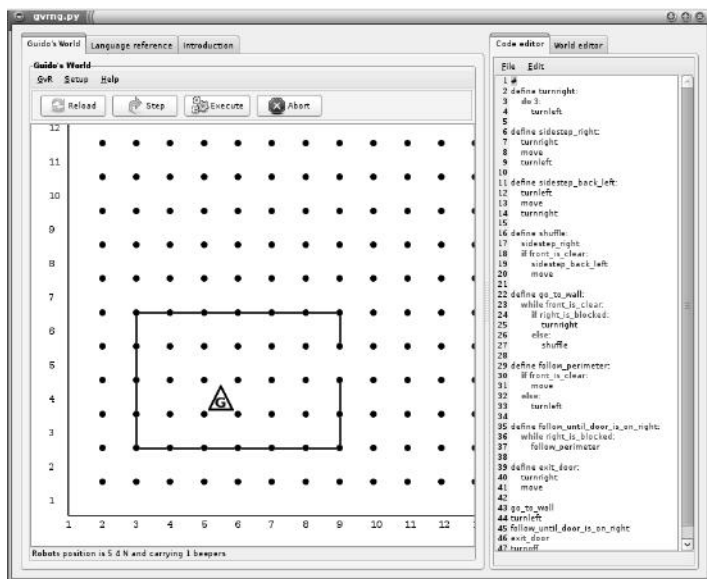 gvrng.py
Guido's World Language reference Introduction
Guido's World
GvR Setup Help
Reload Step Execute Abort
12
11
10
9
8
7
6
5
4
3
2
1
G
1 2 3 4 5 6 7 8 9 10 11 12
Robots position is 5 4 N and carrying 1 beepers
Code editor World editor
File Edit
1 #
2 define turnright:
3 do 3:
4 turnleft
5
6 define sidestep_right:
7 turnright
8 move
9 turnleft
10
11 define sidestep_back_left:
12 turnleft
13 move
14 turnright
15
16 define shuffle:
17 sidestep_right
18 if front_is_clear:
19 sidestep_back_left
20 move
21
22 define go_to_wall:
23 while front_is_clear:
24 if right_is_blocked:
25 turnright
26 else:
27 shuffle
28
29 define follow_perimeter:
30 if front_is_clear:
31 move
32 else:
33 turnleft
34
35 define follow_until_door_is_on_right:
36 while right_is_blocked:
37 follow_perimeter
38
39 define exit_door:
40 turnright
41 move
42
43 go_to_wall
44 turnleft
45 follow_until_door_is_on_right
46 exit_door
47 turnoff